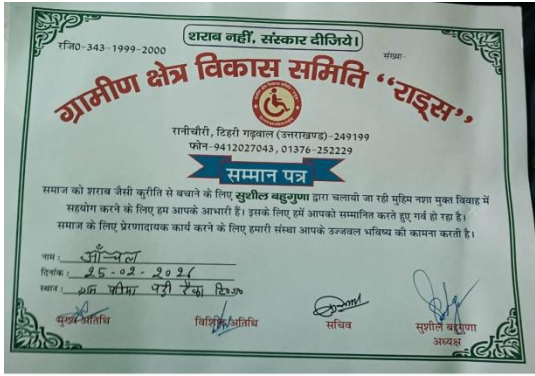 शराब नहीं, संस्कार दीजिये।
रजि0-343-1999-2000
संख्या-
ग्रामीण क्षेत्र विकास समिति “राड्स”
रानीचौरी, टिहरी गढ़वाल (उत्तराखण्ड)-249199
फोन-9412027043, 01376-252229
सम्मान पत्र
समाज को शराब जैसी कुरीति से बचाने के लिए सुशील बहुगुणा द्वारा चलायी जा रही मुहिम नशा मुक्त विवाह में
सहयोग करने के लिए हम आपके आभारी हैं। इसके लिए हमें आपको सम्मानित करते हुए गर्व हो रहा है।
समाज के लिए प्रेरणादायक कार्य करने के लिए हमारी संस्था आपके उज्जवल भविष्य की कामना करती है।
नाम: आँचल
दिनांक: 25-02-2026
स्थान: ग्राम पट्टी टि०ग०
मुख्य अतिथि
विशिष्ट अतिथि
सचिव
सुशील बहुगुणा
अध्यक्ष